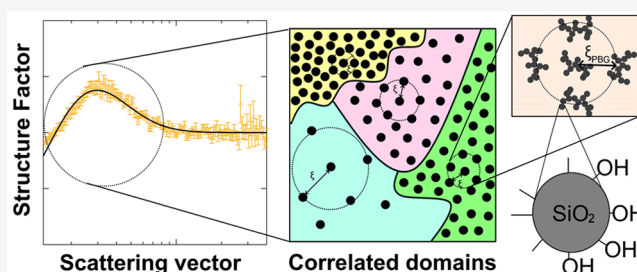 Structure Factor
Scattering vector
ξ
ξ
ξ
ξ
Correlated domains
ξPBG
SiO₂
OH
OH
OH
OH